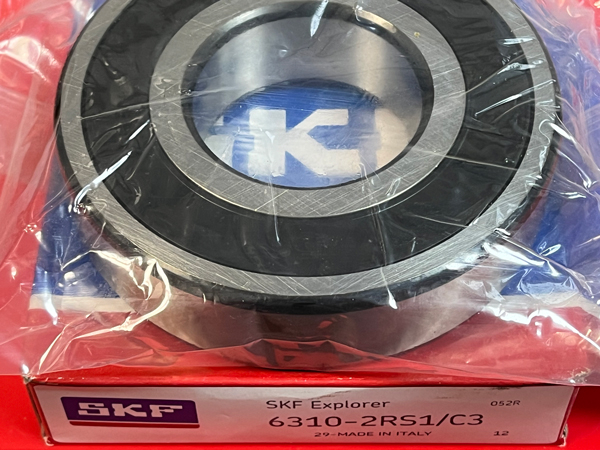 K
SKF
SKF Explorer
052R
6310-2RS1/C3
29-MADE IN ITALY
12